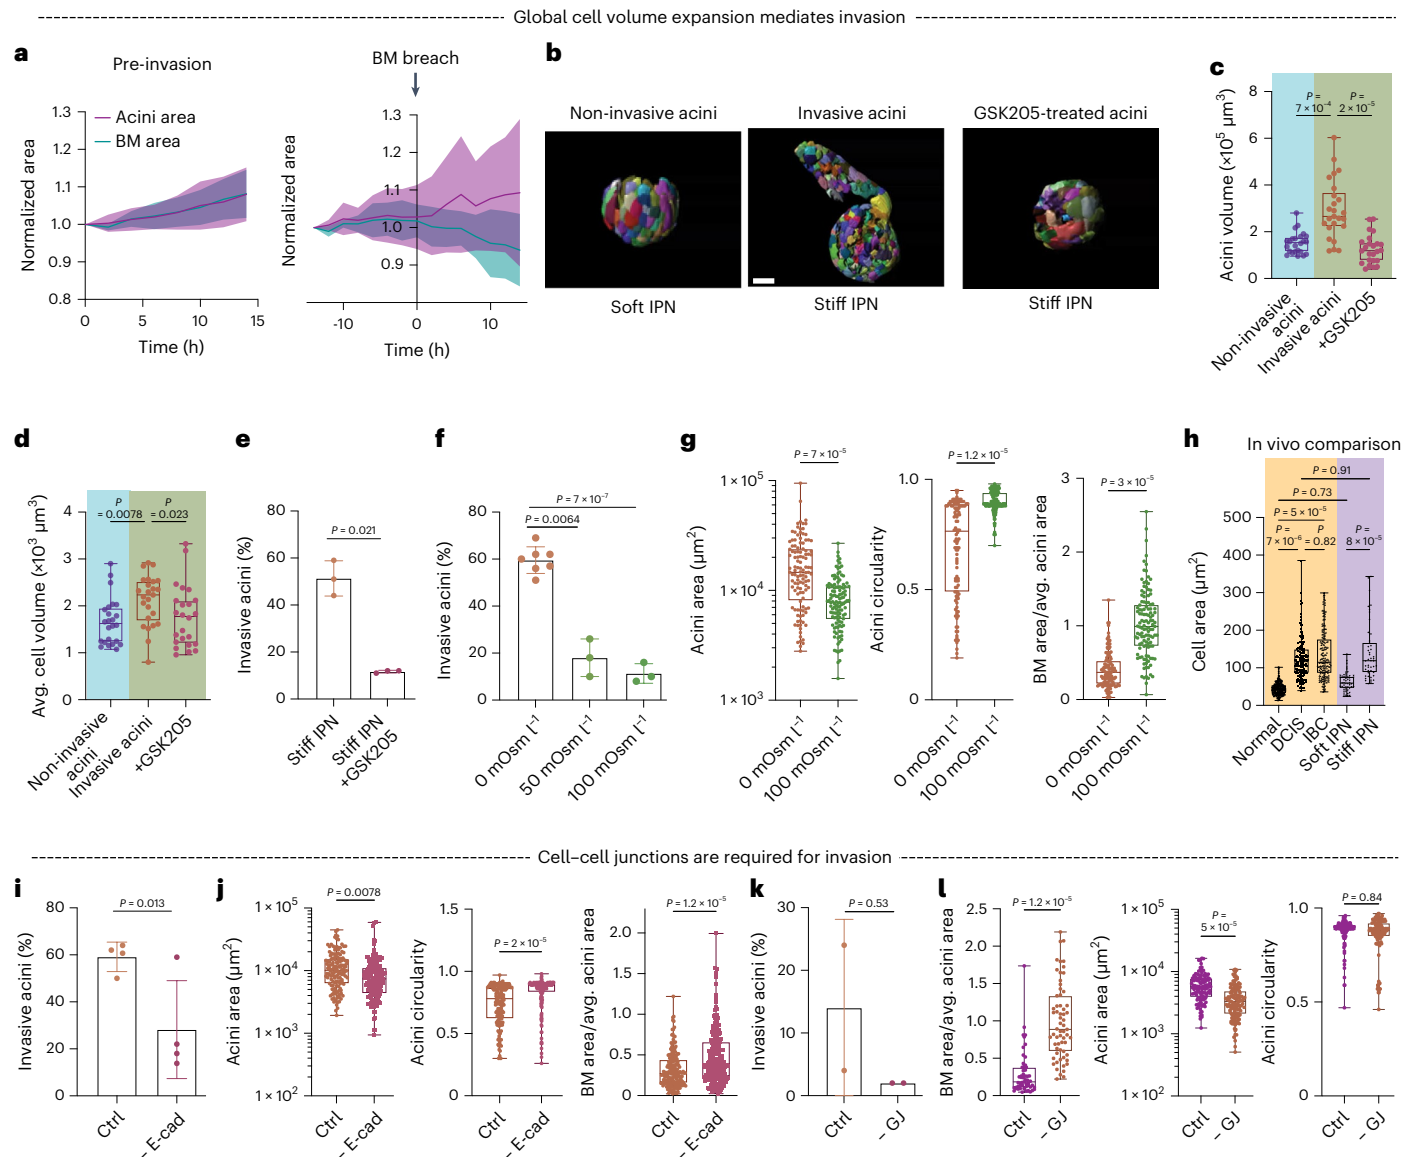 Global cell volume expansion mediates invasion
a
Pre-invasion
BM breach
Acini area
BM area
Normalized area
1.3
1.2
1.1
1.0
0.9
0.8
0
5
10
15
Time (h)
Normalized area
1.3
1.2
1.1
1.0
0.9
-10
0
10
Time (h)
b
Non-invasive acini
Invasive acini
GSK205-treated acini
Soft IPN
Stiff IPN
Stiff IPN
c
Acini volume (×10⁵ µm³)
8
6
4
2
0
P = 7 × 10⁻⁴
P = 2 × 10⁻⁵
Non-invasive acini
Invasive acini
+GSK205
d
Avg. cell volume (×10³ µm³)
4
3
2
1
0
P = 0.0078
P = 0.023
Non-invasive acini
Invasive acini
+GSK205
e
Invasive acini (%)
80
60
40
20
0
P = 0.021
Stiff IPN
Stiff IPN +GSK205
f
Invasive acini (%)
80
60
40
20
0
P = 7 × 10⁻⁷
P = 0.0064
0 mOsm l⁻¹
50 mOsm l⁻¹
100 mOsm l⁻¹
g
Acini area (µm²)
1 × 10⁵
1 × 10⁴
1 × 10³
P = 7 × 10⁻⁵
0 mOsm l⁻¹
100 mOsm l⁻¹
Acini circularity
1.0
0.5
0
P = 1.2 × 10⁻⁵
0 mOsm l⁻¹
100 mOsm l⁻¹
BM area/avg. acini area
3
2
1
0
P = 3 × 10⁻⁵
0 mOsm l⁻¹
100 mOsm l⁻¹
h
In vivo comparison
Cell area (µm²)
500
400
300
200
100
0
P = 0.91
P = 0.73
P = 5 × 10⁻⁵
P = 7 × 10⁻⁶
P = 0.82
P = 8 × 10⁻⁵
Normal
DCIS
IBC
Soft IPN
Stiff IPN
Cell–cell junctions are required for invasion
i
Invasive acini (%)
80
60
40
20
0
P = 0.013
Ctrl
– E-cad
j
Acini area (µm²)
1 × 10⁵
1 × 10⁴
1 × 10³
1 × 10²
P = 0.0078
Ctrl
– E-cad
Acini circularity
1.5
1.0
0.5
0
P = 2 × 10⁻⁵
Ctrl
– E-cad
BM area/avg. acini area
2.0
1.5
1.0
0.5
0
P = 1.2 × 10⁻⁵
Ctrl
– E-cad
k
Invasive acini (%)
30
20
10
0
P = 0.53
Ctrl
– GJ
l
BM area/avg. acini area
2.5
2.0
1.5
1.0
0.5
0
P = 1.2 × 10⁻⁵
Ctrl
– GJ
Acini area (µm²)
1 × 10⁵
1 × 10⁴
1 × 10³
1 × 10²
P = 5 × 10⁻⁵
Ctrl
– GJ
Acini circularity
1.0
0.5
0
P = 0.84
Ctrl
– GJ